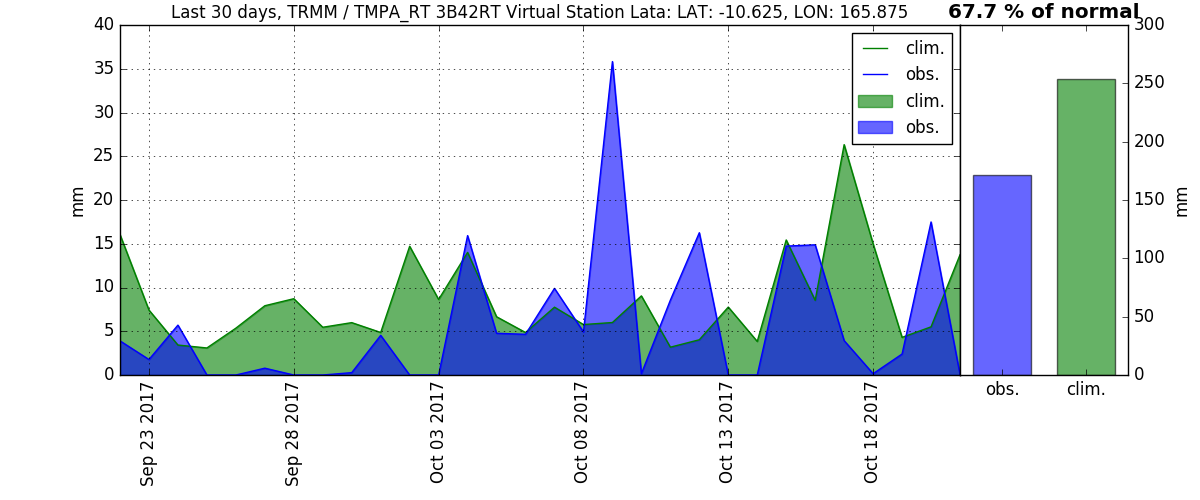 Last 30 days, TRMM / TMPA_RT 3B42RT Virtual Station Lata: LAT: -10.625, LON: 165.875
67.7 % of normal
40
35
30
25
20
15
10
5
0
mm
clim.
obs.
clim.
obs.
300
250
200
150
100
50
0
mm
Sep 23 2017
Sep 28 2017
Oct 03 2017
Oct 08 2017
Oct 13 2017
Oct 18 2017
obs.
clim.